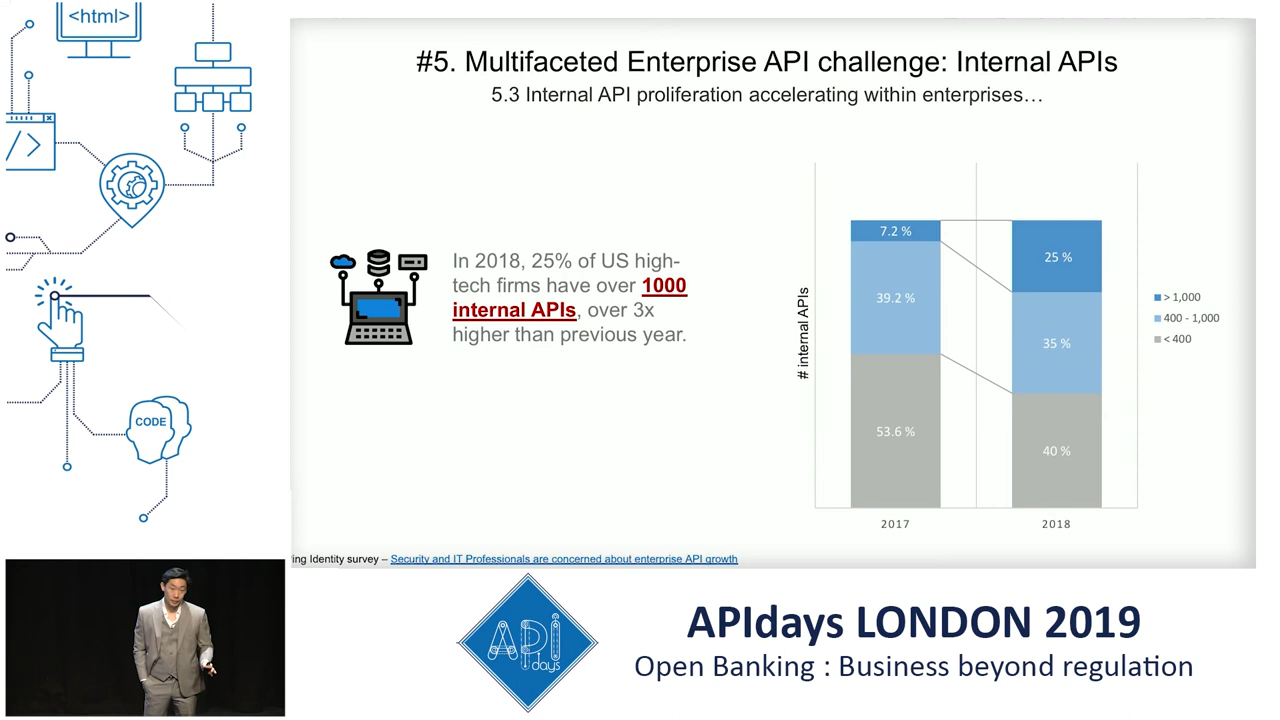 <html>
#5. Multifaceted Enterprise API challenge: Internal APIs
5.3 Internal API proliferation accelerating within enterprises…
</>
In 2018, 25% of US high-
tech firms have over 1000
internal APIs, over 3x
higher than previous year.
# internal APIs
7.2 %
39.2 %
53.6 %
25 %
35 %
40 %
> 1,000
400 - 1,000
< 400
2017
2018
CODE
ing Identity survey – Security and IT Professionals are concerned about enterprise API growth
API
days
APIdays LONDON 2019
Open Banking : Business beyond regulation